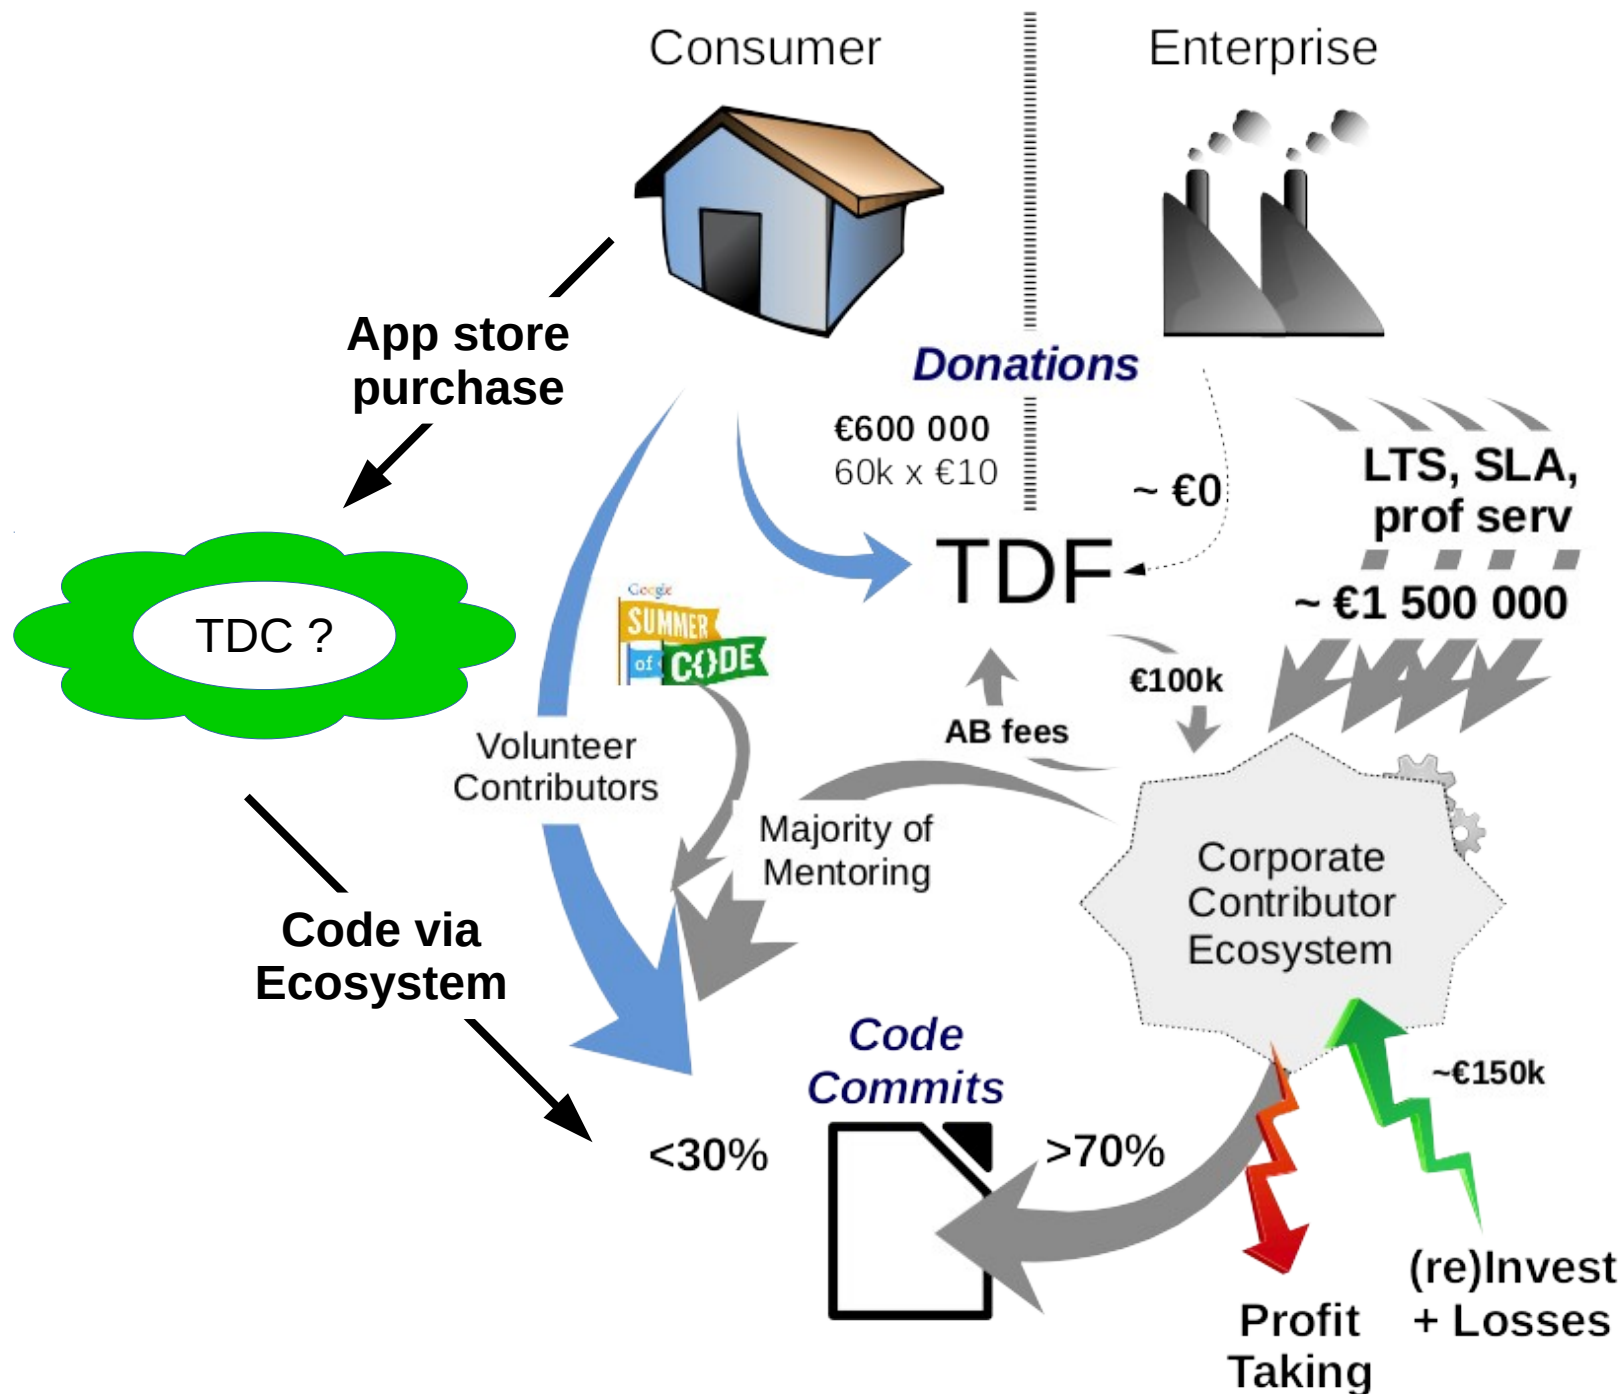 Consumer
Enterprise
App store
purchase
Donations
€600 000
60k x €10
~ €0
LTS, SLA,
prof serv
~ €1 500 000
TDF
TDC ?
Google
SUMMER
of CODE
€100k
AB fees
Volunteer
Contributors
Majority of
Mentoring
Corporate
Contributor
Ecosystem
Code via
Ecosystem
Code
Commits
<30%
>70%
~€150k
(re)Invest
+ Losses
Profit
Taking